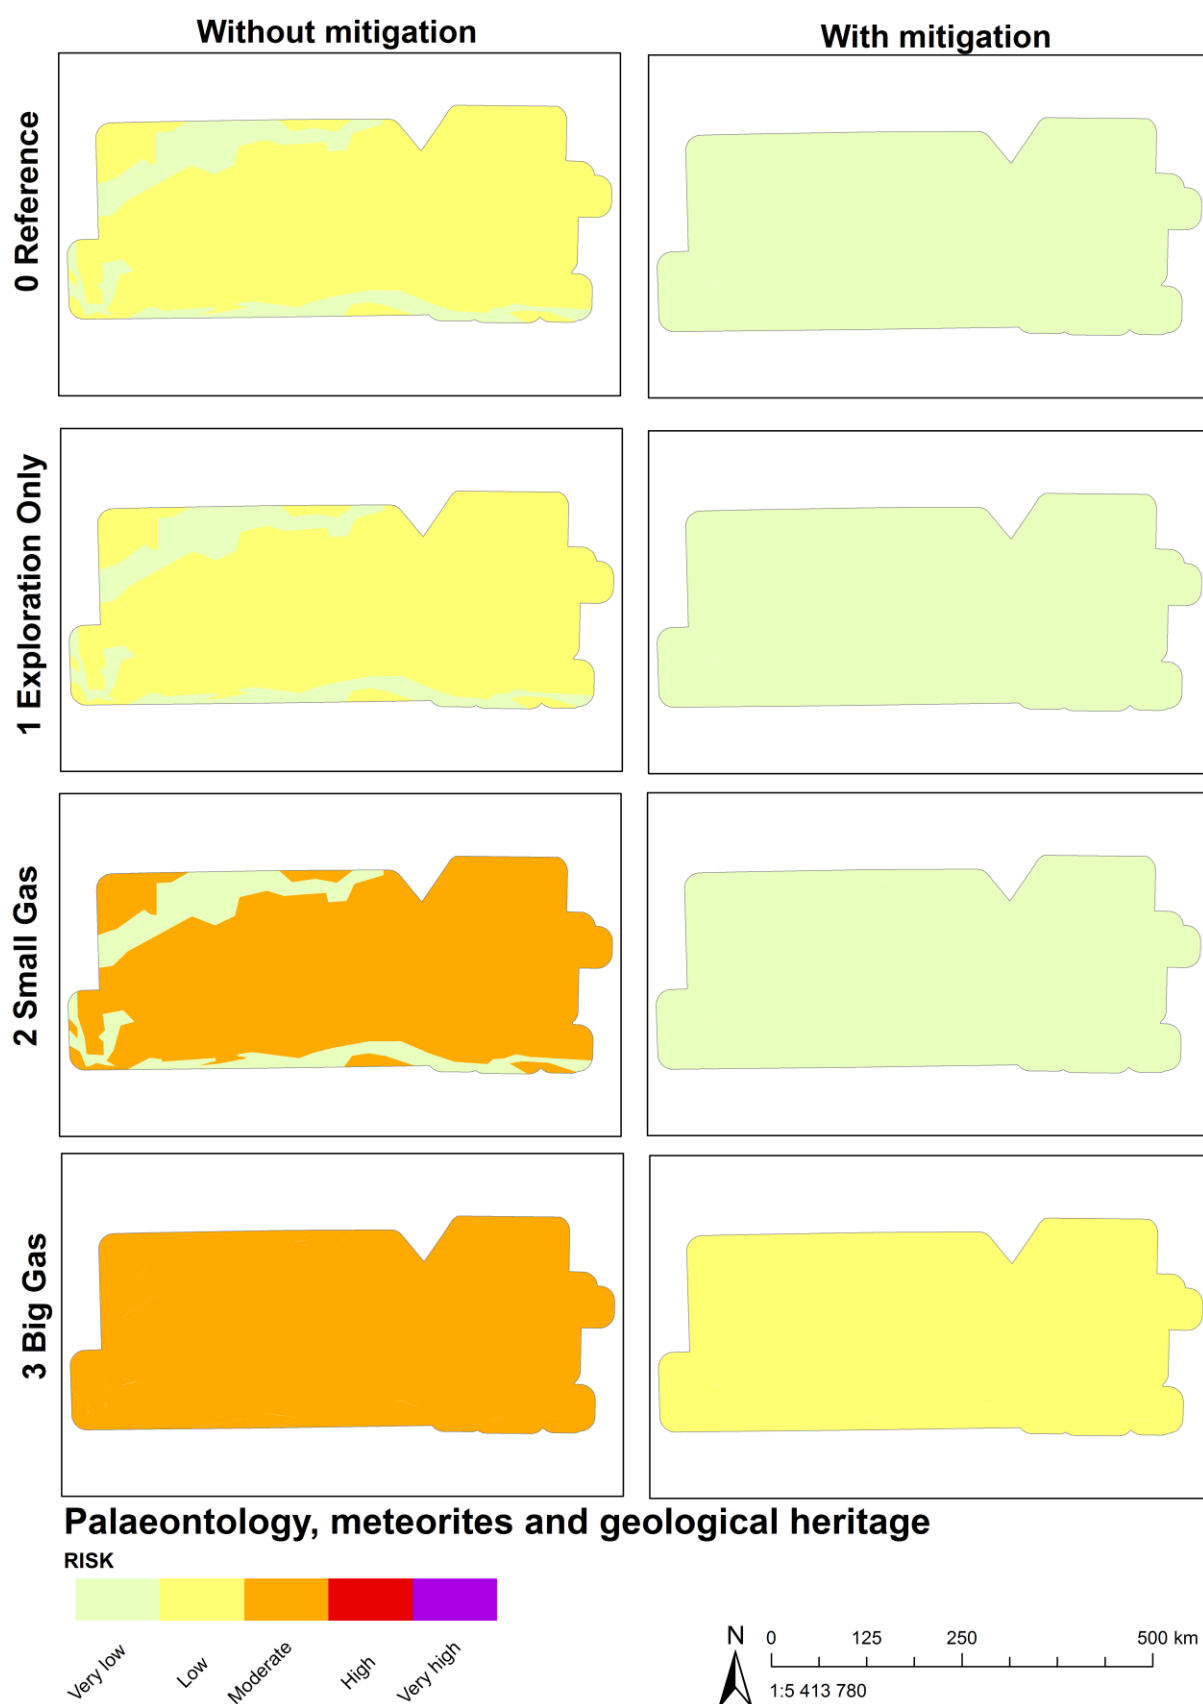 Without mitigation
With mitigation
0 Reference
1 Exploration Only
2 Small Gas
3 Big Gas
Palaeontology, meteorites and geological heritage
RISK
Very low
Low
Moderate
High
Very high
N
0 125 250 500 km
1:5 413 780